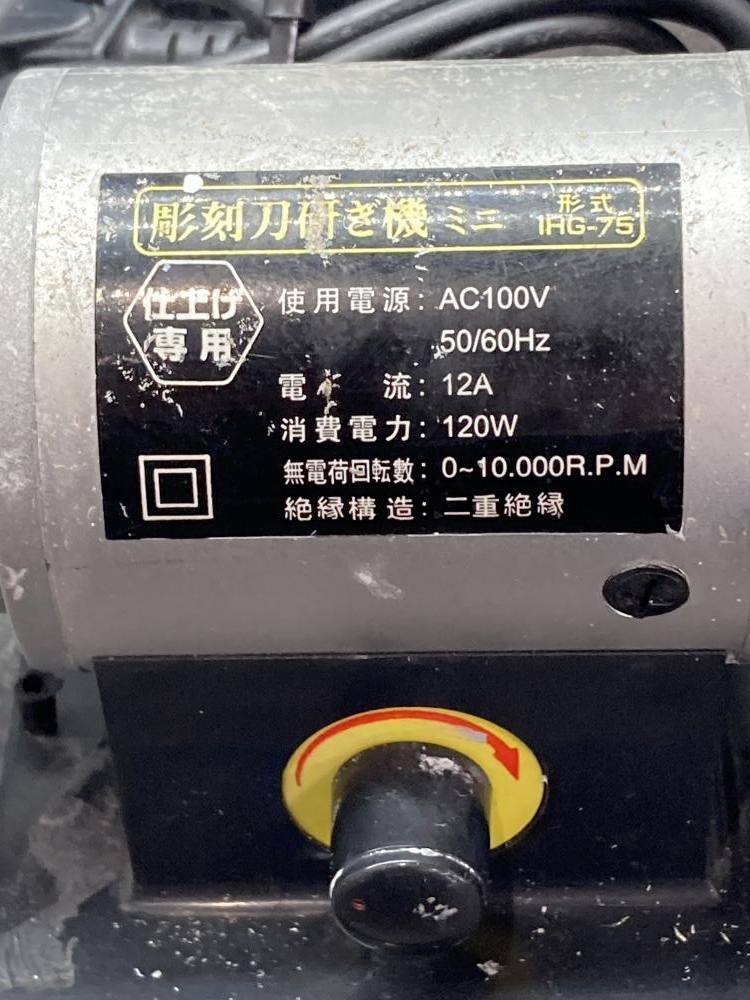 彫刻刀研ぎ機 ミニ 形式 IHG-75
仕上げ
専用
使用電源：AC100V
50/60Hz
電　流：12A
消費電力：120W
無電荷回転数：0~10.000R.P.M
絶縁構造：二重絶縁